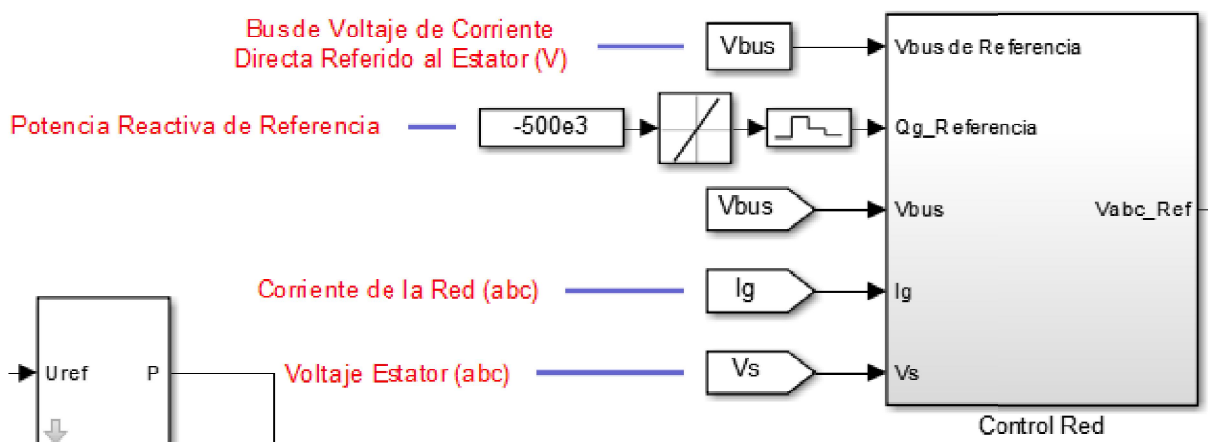 Busde Voltaje de Corriente
Directa Referido al Estator (V)
Vbus
Vbus de Referencia
Potencia Reactiva de Referencia
-500e3
Qg_Referencia
Vbus
Vbus
Vabc_Ref
Corriente de la Red (abc)
Ig
Ig
Uref
P
Voltaje Estator (abc)
Vs
Vs
Control Red